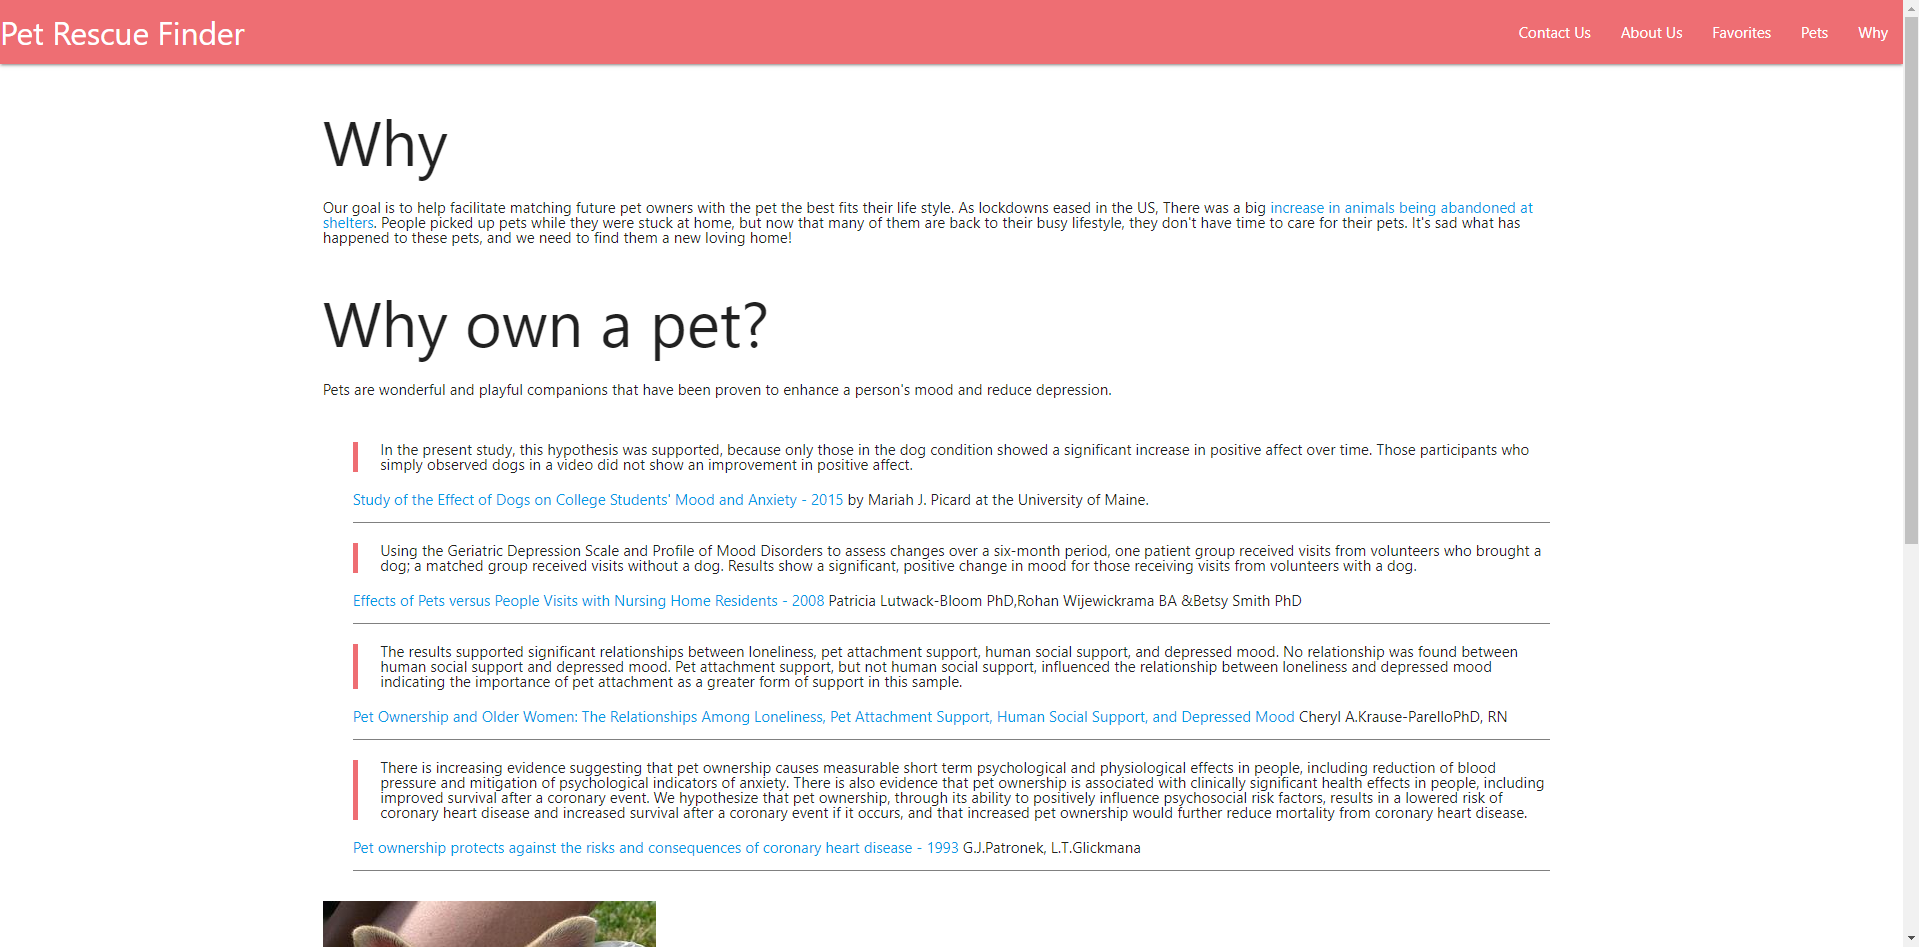 Pet Rescue Finder
Contact Us
About Us
Favorites
Pets
Why
Why
Our goal is to help facilitate matching future pet owners with the pet the best fits their life style. As lockdowns eased in the US, There was a big increase in animals being abandoned at
shelters. People picked up pets while they were stuck at home, but now that many of them are back to their busy lifestyle, they don't have time to care for their pets. It's sad what has
happened to these pets, and we need to find them a new loving home!
Why own a pet?
Pets are wonderful and playful companions that have been proven to enhance a person's mood and reduce depression.
In the present study, this hypothesis was supported, because only those in the dog condition showed a significant increase in positive affect over time. Those participants who
simply observed dogs in a video did not show an improvement in positive affect.
Study of the Effect of Dogs on College Students' Mood and Anxiety - 2015 by Mariah J. Picard at the University of Maine.
Using the Geriatric Depression Scale and Profile of Mood Disorders to assess changes over a six-month period, one patient group received visits from volunteers who brought a
dog; a matched group received visits without a dog. Results show a significant, positive change in mood for those receiving visits from volunteers with a dog.
Effects of Pets versus People Visits with Nursing Home Residents - 2008 Patricia Lutwack-Bloom PhD,Rohan Wijewickrama BA &Betsy Smith PhD
The results supported significant relationships between loneliness, pet attachment support, human social support, and depressed mood. No relationship was found between
human social support and depressed mood. Pet attachment support, but not human social support, influenced the relationship between loneliness and depressed mood
indicating the importance of pet attachment as a greater form of support in this sample.
Pet Ownership and Older Women: The Relationships Among Loneliness, Pet Attachment Support, Human Social Support, and Depressed Mood Cheryl A.Krause-ParelloPhD, RN
There is increasing evidence suggesting that pet ownership causes measurable short term psychological and physiological effects in people, including reduction of blood
pressure and mitigation of psychological indicators of anxiety. There is also evidence that pet ownership is associated with clinically significant health effects in people, including
improved survival after a coronary event. We hypothesize that pet ownership, through its ability to positively influence psychosocial risk factors, results in a lowered risk of
coronary heart disease and increased survival after a coronary event if it occurs, and that increased pet ownership would further reduce mortality from coronary heart disease.
Pet ownership protects against the risks and consequences of coronary heart disease - 1993 G.J.Patronek, L.T.Glickmana